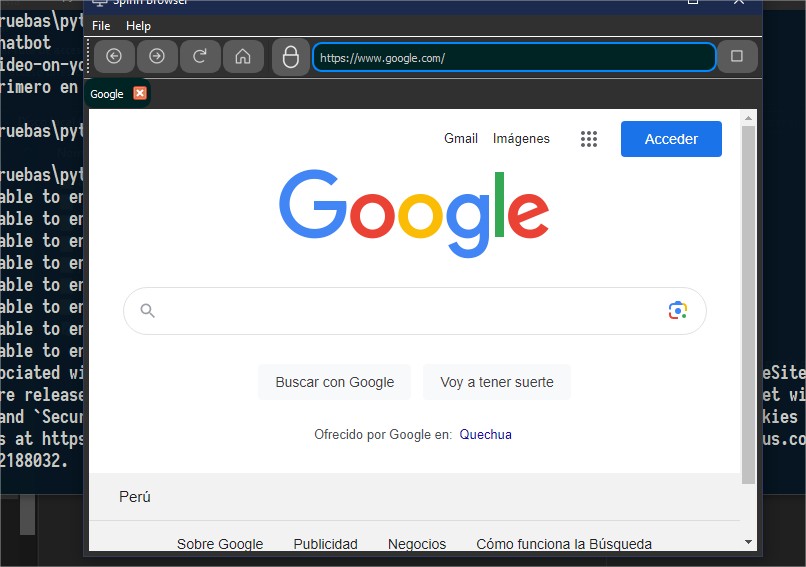 Spinn Browser
File Help
https://www.google.com/
Google
Gmail Imágenes Acceder
Google
Buscar con Google Voy a tener suerte
Ofrecido por Google en: Quechua
Perú
Sobre Google Publicidad Negocios Cómo funciona la Búsqueda
ruebas\pyt
hatbot
ideo-on-yo
rimero en
ruebas\pyt
ruebas\pyt
able to en
able to en
able to en
able to en
able to en
able to en
able to en
able to en
ociated wi eSite
re release et wi
and `Secur kies
s at https us.co
2188032.